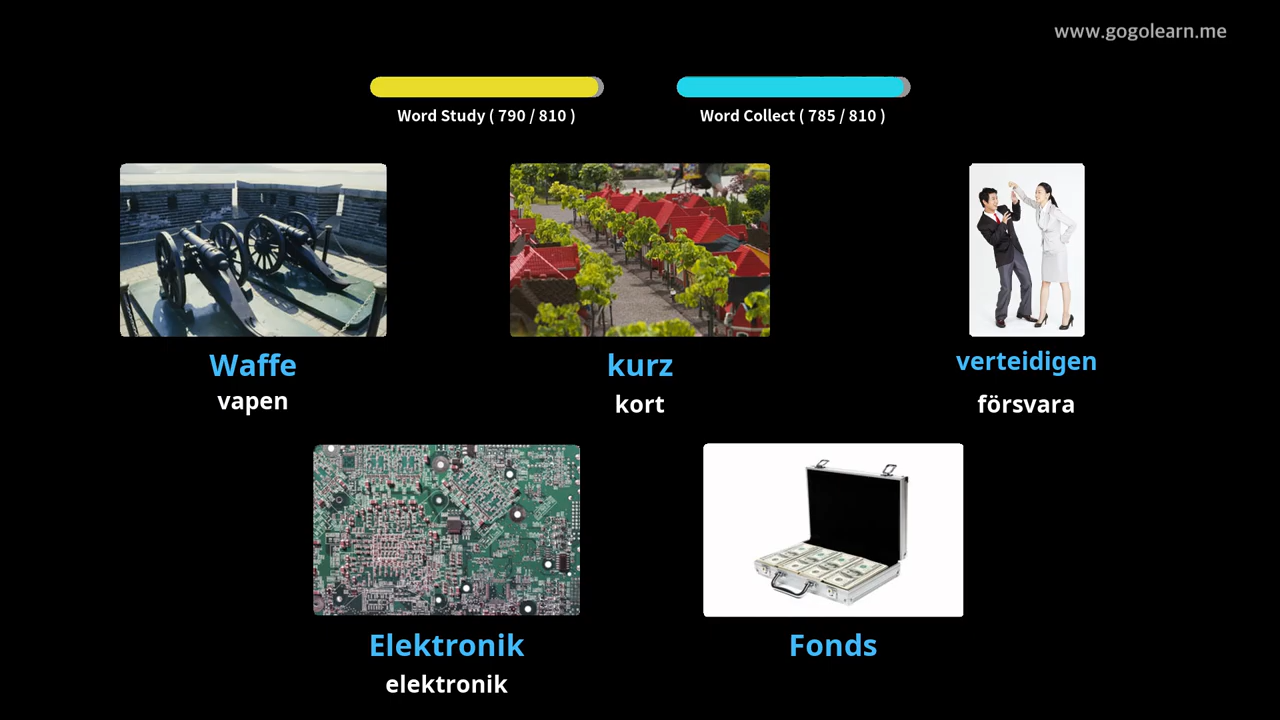 www.gogolearn.me
Word Study ( 790 / 810 )
Word Collect ( 785 / 810 )
Waffe
vapen
kurz
kort
verteidigen
försvara
Elektronik
elektronik
Fonds